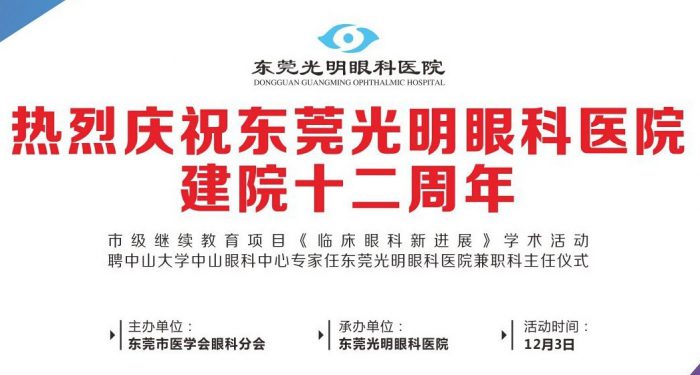 东莞光明眼科医院
DONGGUAN GUANGMING OPHTHALMIC HOSPITAL
热烈庆祝东莞光明眼科医院
建院十二周年
市级继续教育项目《临床眼科新进展》学术活动
聘中山大学中山眼科中心专家任东莞光明眼科医院兼职科主任仪式
主办单位：
东莞市医学会眼科分会
承办单位：
东莞光明眼科医院
活动时间：
12月3日